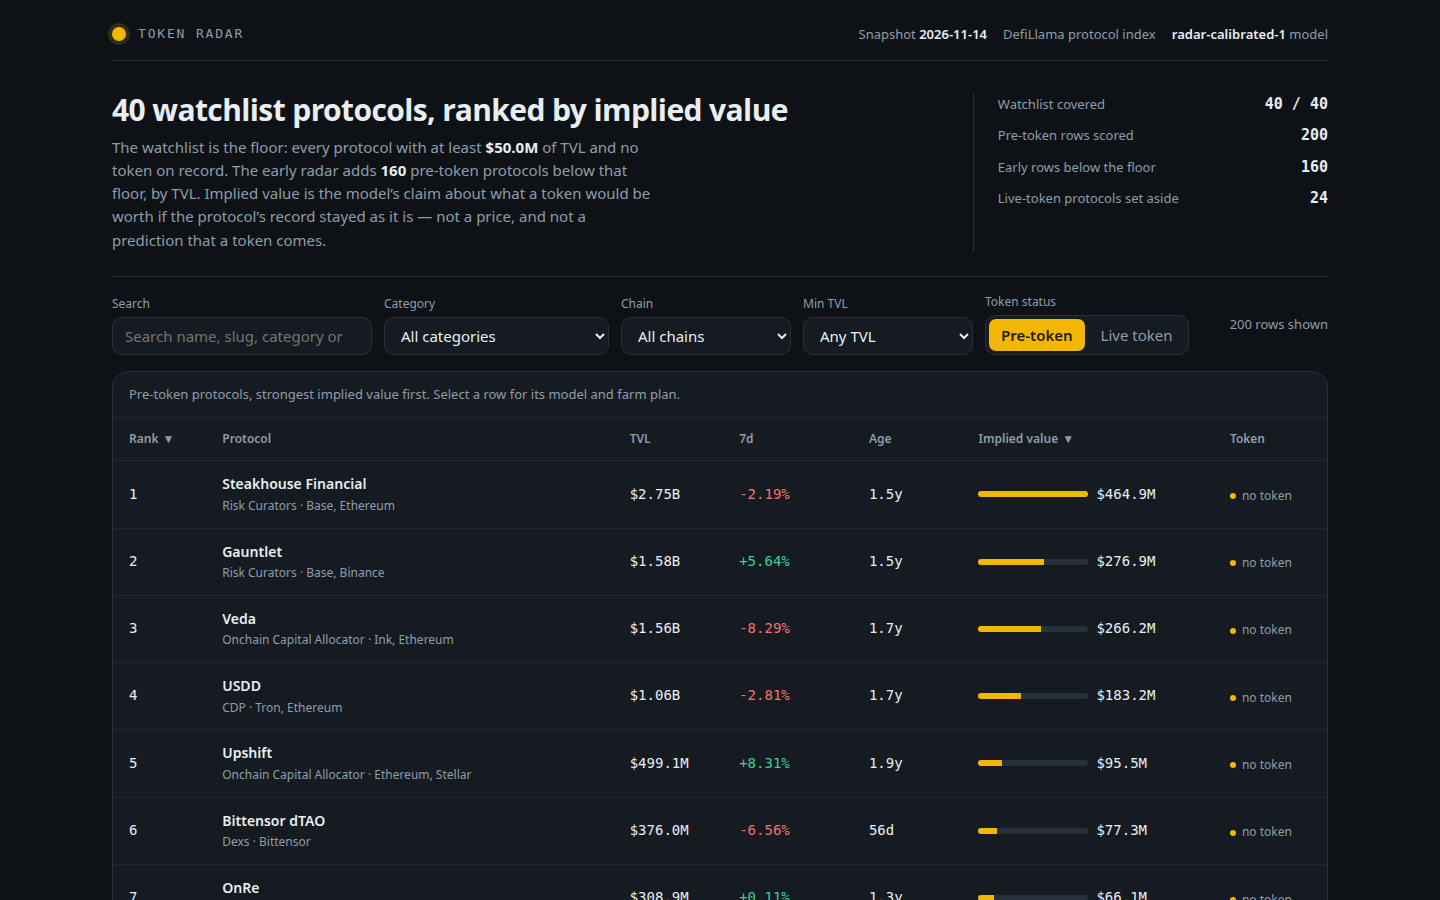 TOKEN RADAR
Snapshot 2026-11-14 DefiLlama protocol index radar-calibrated-1 model
40 watchlist protocols, ranked by implied value
The watchlist is the floor: every protocol with at least $50.0M of TVL and no
token on record. The early radar adds 160 pre-token protocols below that
floor, by TVL. Implied value is the model’s claim about what a token would be
worth if the protocol’s record stayed as it is — not a price, and not a
prediction that a token comes.
Watchlist covered 40 / 40
Pre-token rows scored 200
Early rows below the floor 160
Live-token protocols set aside 24
Search Category Chain Min TVL Token status
Search name, slug, category or All categories All chains Any TVL Pre-token Live token 200 rows shown
Pre-token protocols, strongest implied value first. Select a row for its model and farm plan.
Rank ▼ Protocol TVL 7d Age Implied value ▼ Token
1 Steakhouse Financial $2.75B -2.19% 1.5y $464.9M no token
Risk Curators · Base, Ethereum
2 Gauntlet $1.58B +5.64% 1.5y $276.9M no token
Risk Curators · Base, Binance
3 Veda $1.56B -8.29% 1.7y $266.2M no token
Onchain Capital Allocator · Ink, Ethereum
4 USDD $1.06B -2.81% 1.7y $183.2M no token
CDP · Tron, Ethereum
5 Upshift $499.1M +8.31% 1.9y $95.5M no token
Onchain Capital Allocator · Ethereum, Stellar
6 Bittensor dTAO $376.0M -6.56% 56d $77.3M no token
Dexs · Bittensor
7 OnRe $308.9M +0.11% 1.3y $66.1M no token